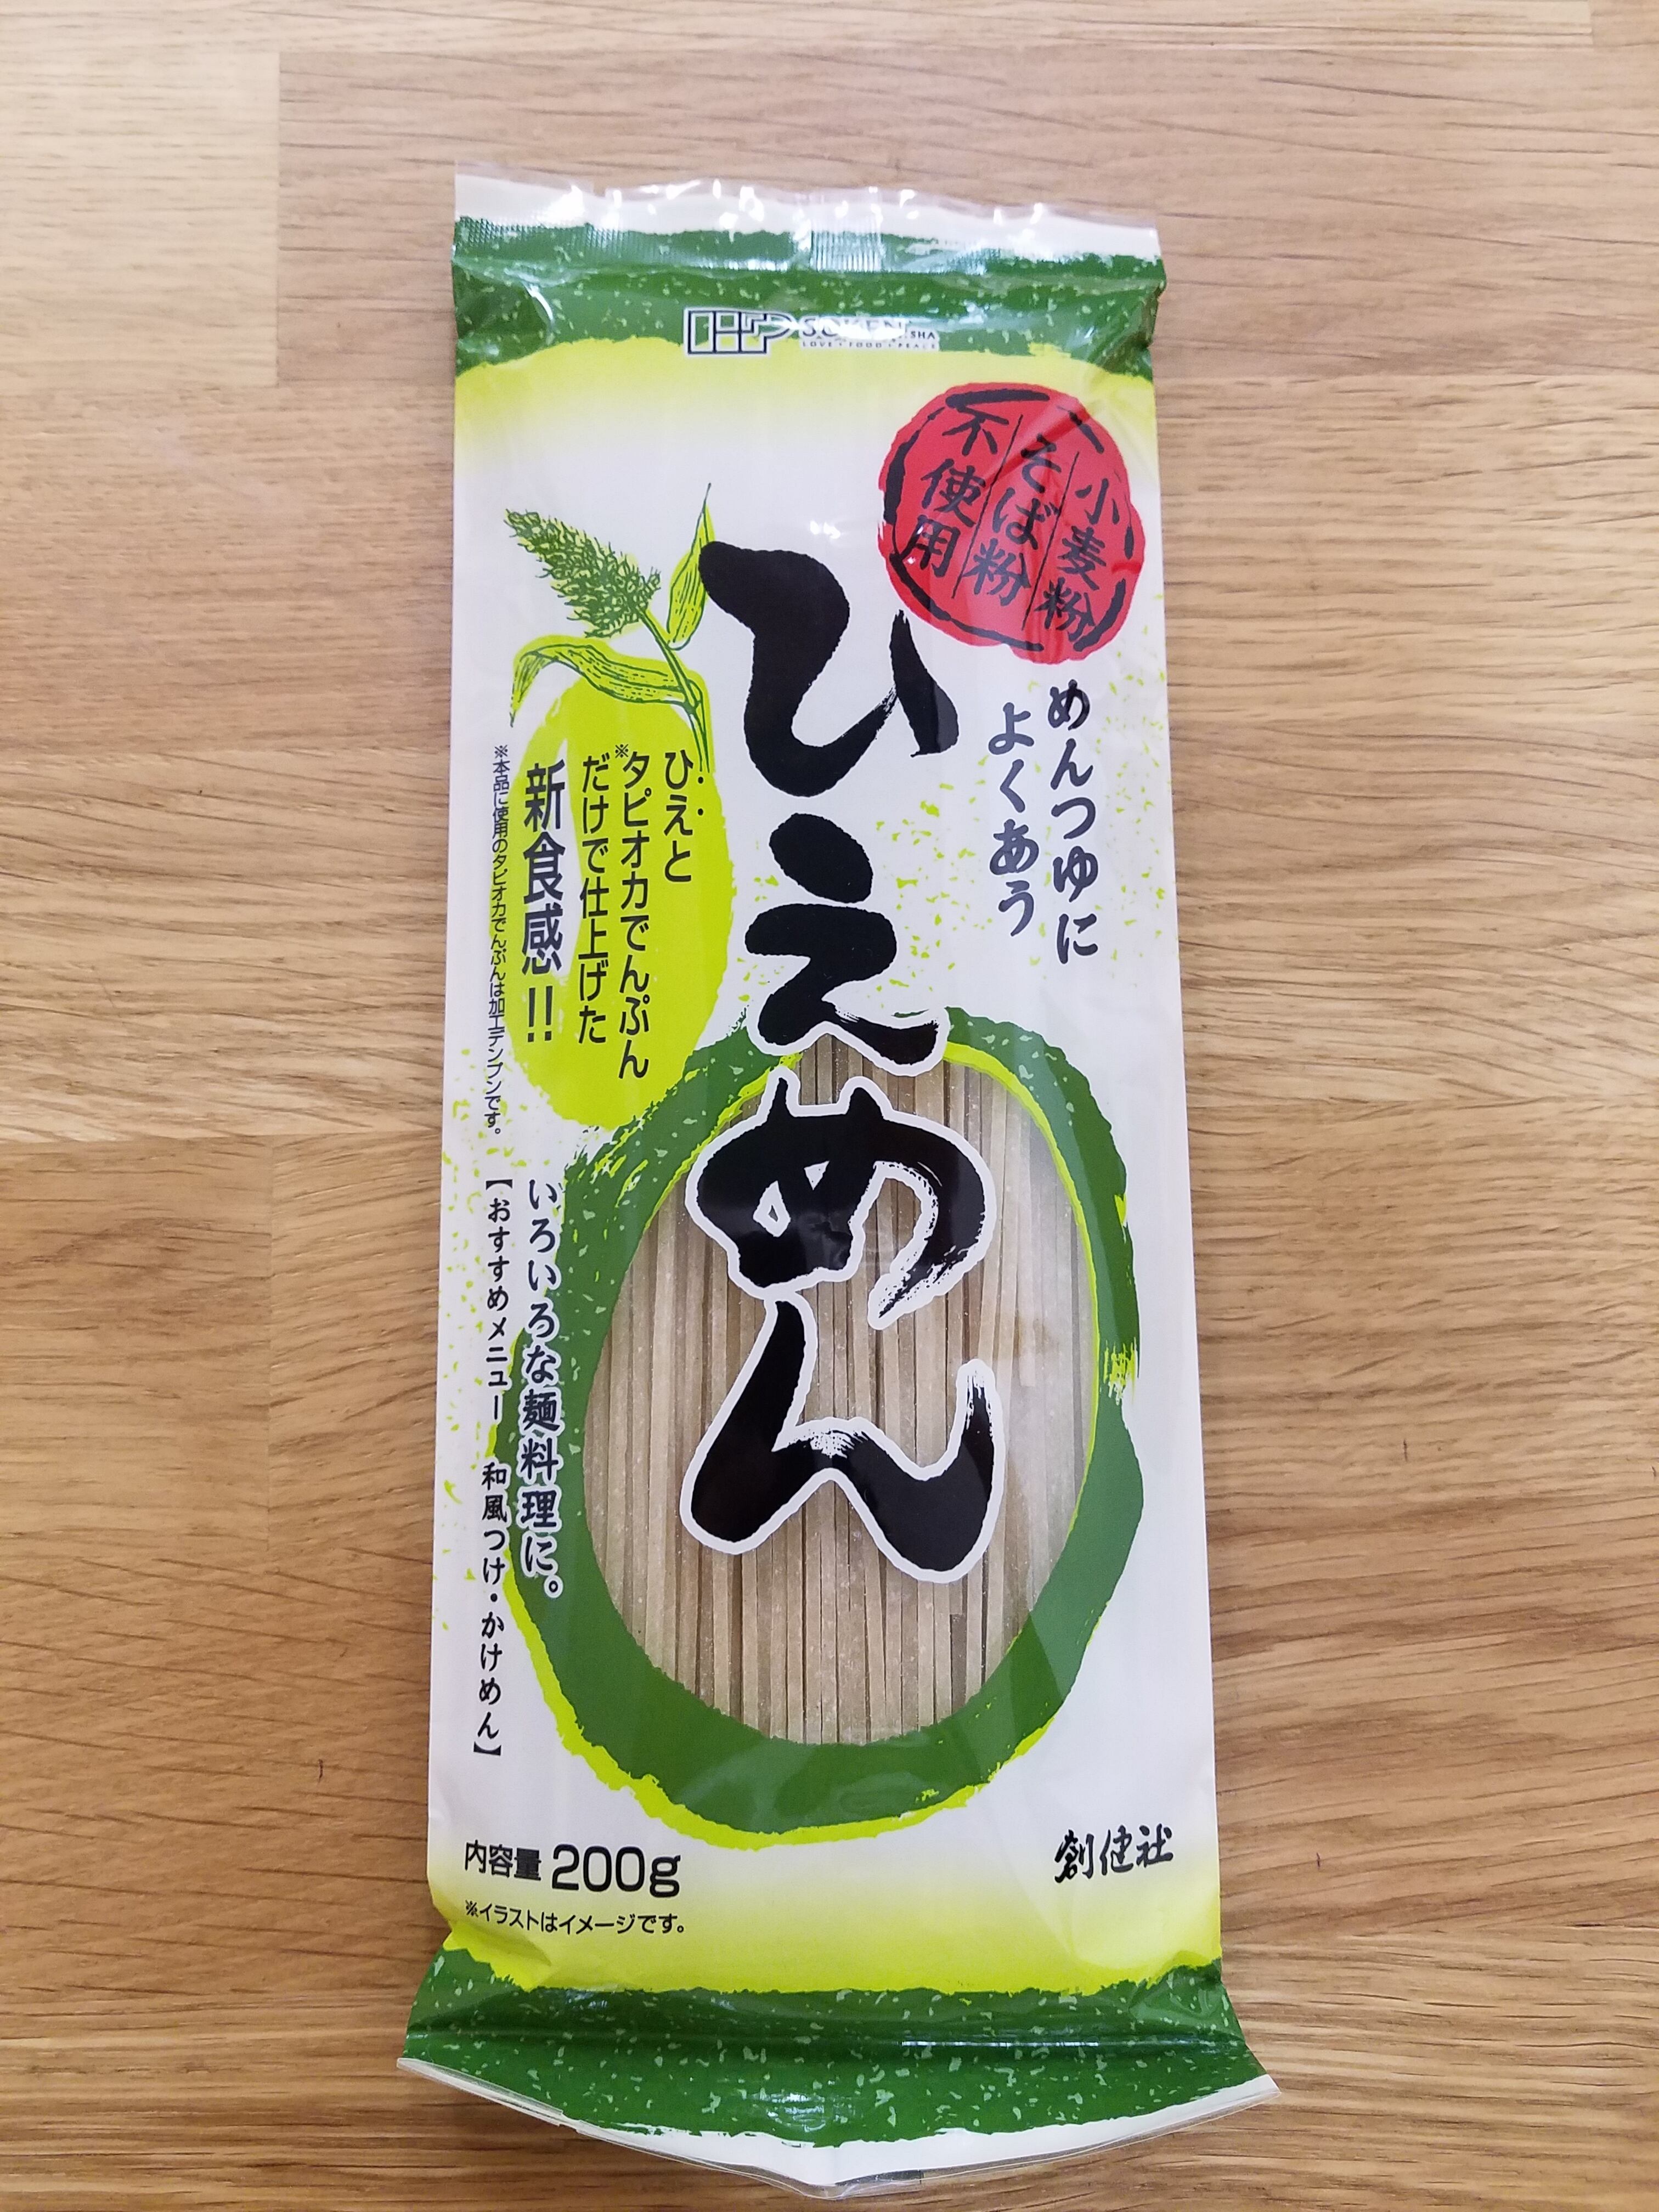 SOKENSHA
LOVE・FOOD・PEACE
小麦粉
そば粉
不使用
めんつゆに
よくあう
ひえめん
ひえと
※タピオカでんぷん
だけで仕上げた
新食感!!
※本品に使用のタピオカでんぷんは加工デンプンです。
いろいろな麺料理に。
【おすすめメニュー 和風つけ・かけめん】
内容量 200g
※イラストはイメージです。
創健社